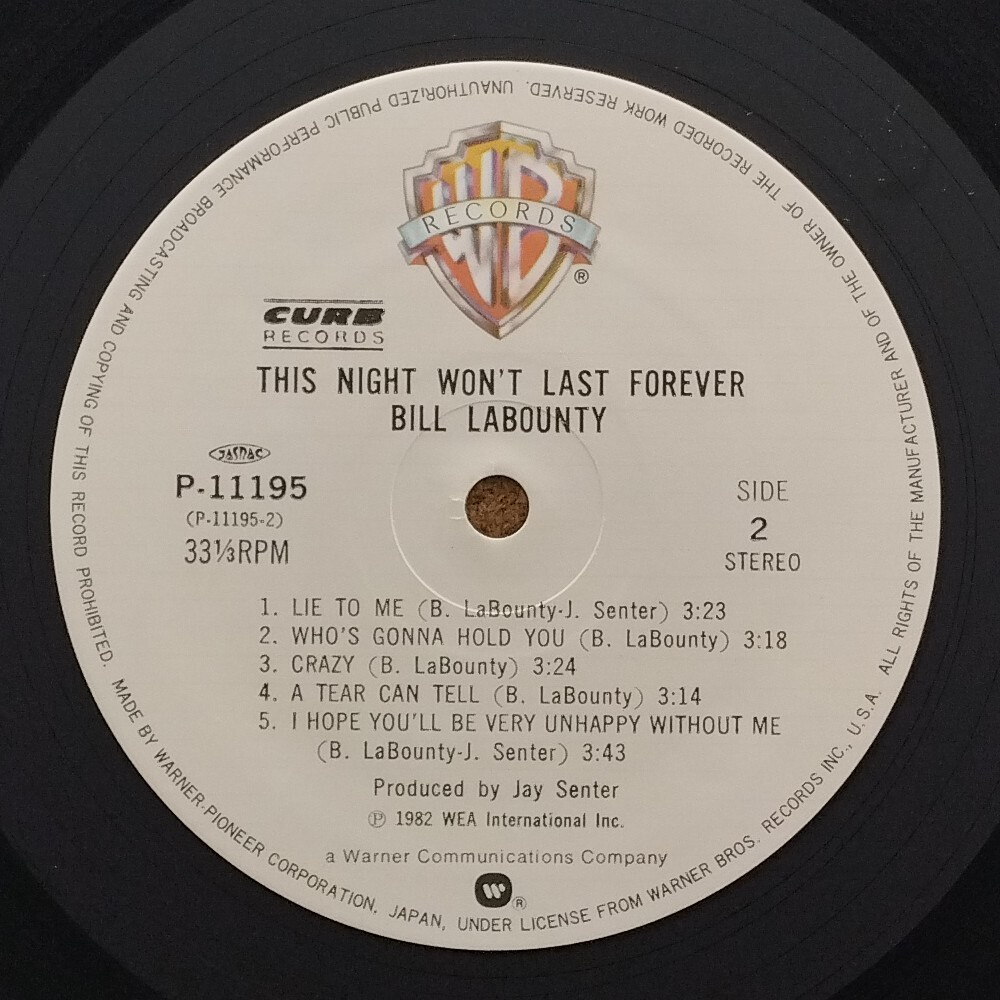 WB
RECORDS
®
CURB
RECORDS
THIS NIGHT WON'T LAST FOREVER
BILL LABOUNTY
JASRAC
P-11195
(P-11195-2)
33⅓RPM
SIDE
2
STEREO
1. LIE TO ME (B. LaBounty-J. Senter) 3:23
2. WHO'S GONNA HOLD YOU (B. LaBounty) 3:18
3. CRAZY (B. LaBounty) 3:24
4. A TEAR CAN TELL (B. LaBounty) 3:14
5. I HOPE YOU'LL BE VERY UNHAPPY WITHOUT ME
(B. LaBounty-J. Senter) 3:43
Produced by Jay Senter
℗ 1982 WEA International Inc.
a Warner Communications Company
W ®
MADE BY WARNER-PIONEER CORPORATION, JAPAN, UNDER LICENSE FROM WARNER BROS. RECORDS INC., U.S.A. ALL RIGHTS OF THE MANUFACTURER AND OF THE OWNER OF THE RECORDED WORK RESERVED. UNAUTHORIZED PUBLIC PERFORMANCE BROADCASTING AND COPYING OF THIS RECORD PROHIBITED.